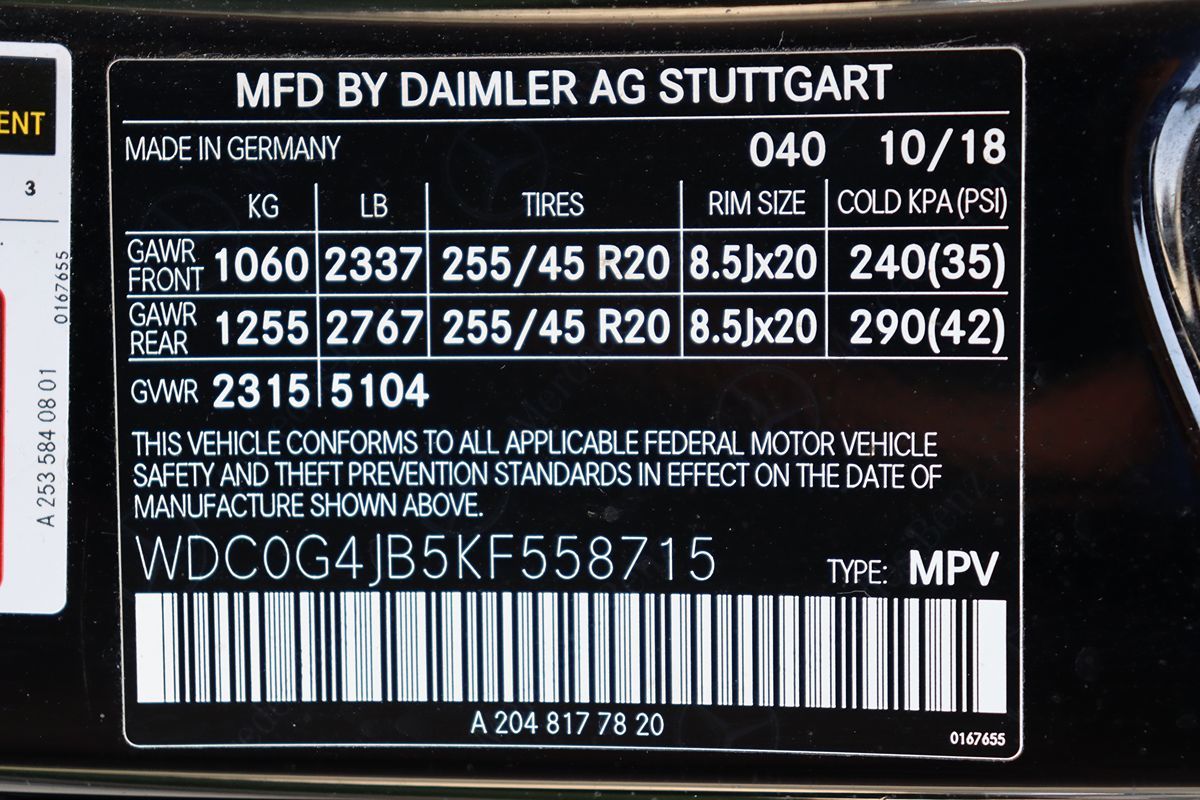 MFD BY DAIMLER AG STUTTGART
MADE IN GERMANY 040 10/18
KG LB TIRES RIM SIZE COLD KPA (PSI)
GAWR FRONT 1060 2337 255/45 R20 8.5Jx20 240(35)
GAWR REAR 1255 2767 255/45 R20 8.5Jx20 290(42)
GVWR 2315 5104
THIS VEHICLE CONFORMS TO ALL APPLICABLE FEDERAL MOTOR VEHICLE
SAFETY AND THEFT PREVENTION STANDARDS IN EFFECT ON THE DATE OF
MANUFACTURE SHOWN ABOVE.
WDC0G4JB5KF558715 TYPE: MPV
A 204 817 78 20
0167655
3
0167655
A 253 584 08 01